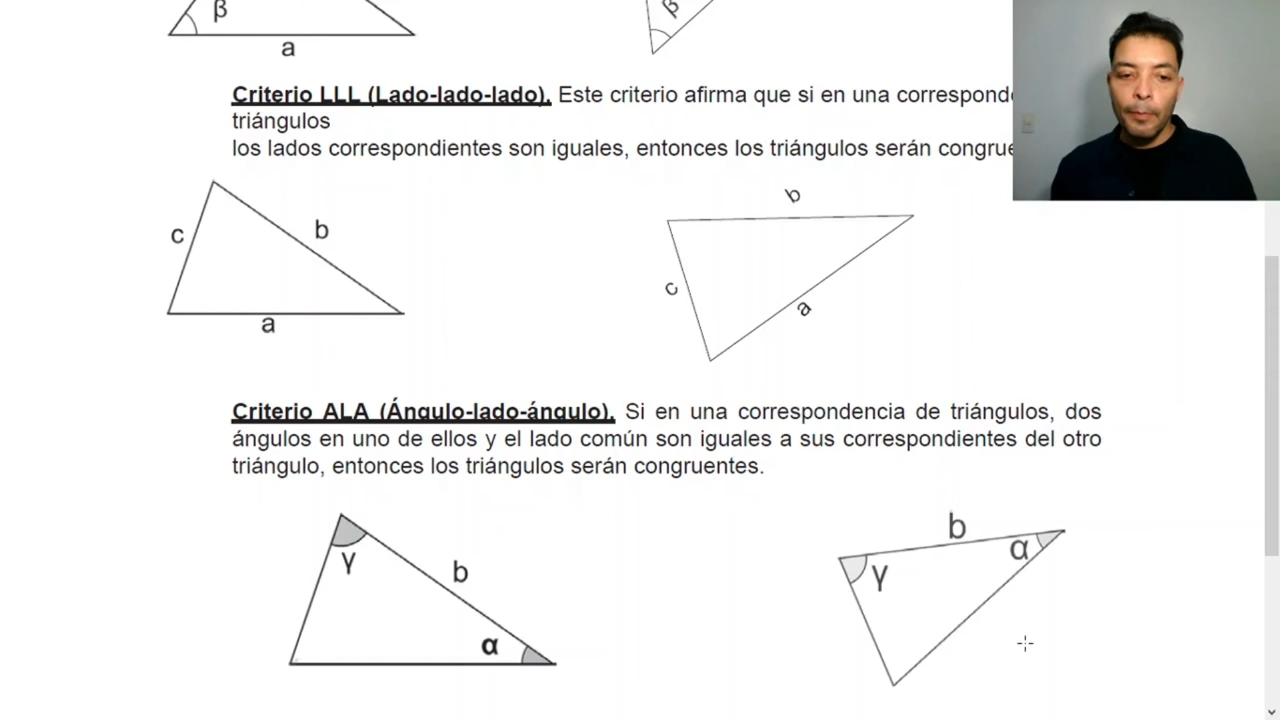 β
a
β
Criterio LLL (Lado-lado-lado). Este criterio afirma que si en una
triángulos
los lados correspondientes son iguales, entonces los triángulos serán
b
c
b
c
a
a
Criterio ALA (Ángulo-lado-ángulo). Si en una correspondencia de triángulos, dos
ángulos en uno de ellos y el lado común son iguales a sus correspondientes del otro
triángulo, entonces los triángulos serán congruentes.
b
α
γ
γ
b
α